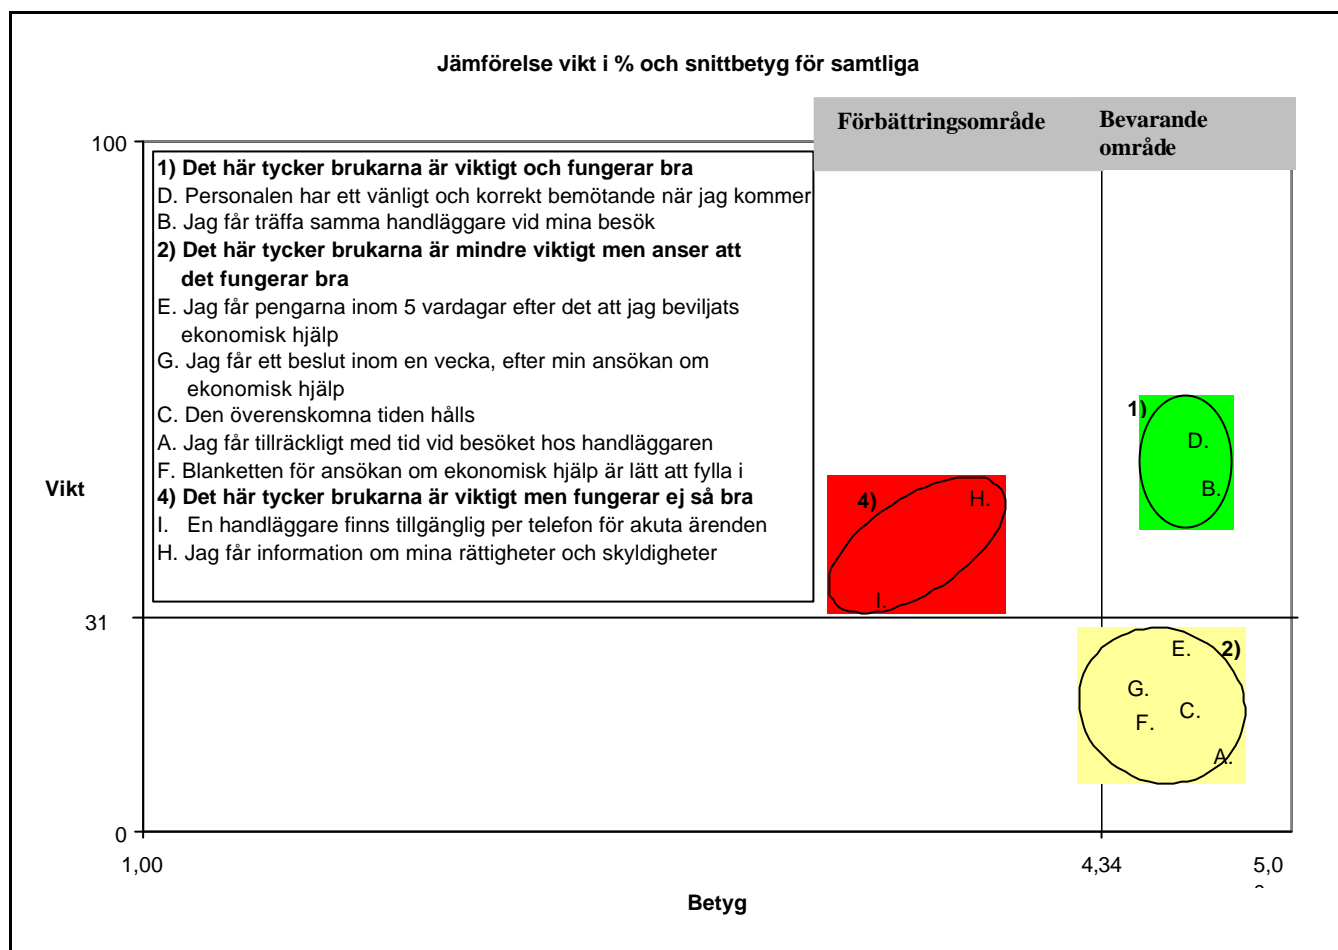 Jämförelse vikt i % och snittbetyg för samtliga
Förbättringsområde
Bevarande
område
100
1) Det här tycker brukarna är viktigt och fungerar bra
D. Personalen har ett vänligt och korrekt bemötande när jag kommer
B. Jag får träffa samma handläggare vid mina besök
2) Det här tycker brukarna är mindre viktigt men anser att
det fungerar bra
E. Jag får pengarna inom 5 vardagar efter det att jag beviljats
ekonomisk hjälp
G. Jag får ett beslut inom en vecka, efter min ansökan om
ekonomisk hjälp
C. Den överenskomna tiden hålls
A. Jag får tillräckligt med tid vid besöket hos handläggaren
F. Blanketten för ansökan om ekonomisk hjälp är lätt att fylla i
4) Det här tycker brukarna är viktigt men fungerar ej så bra
I. En handläggare finns tillgänglig per telefon för akuta ärenden
H. Jag får information om mina rättigheter och skyldigheter
1)
D.
B.
Vikt
4)
H.
I.
31
E.
2)
G.
C.
F.
A.
0
1,00
4,34
5,0
Betyg